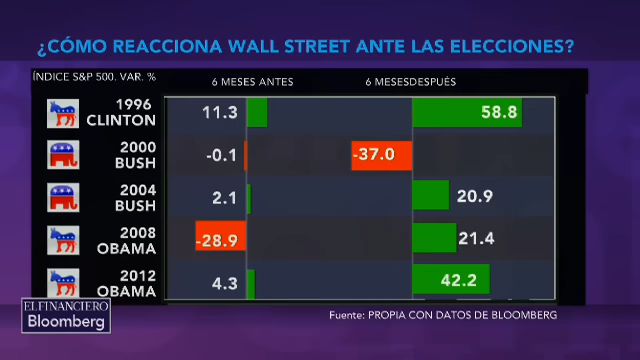 ¿CÓMO REACCIONA WALL STREET ANTE LAS ELECCIONES?
ÍNDICE S&P 500. VAR. % 6 MESES ANTES 6 MESESDESPUÉS
1996
CLINTON 11.3 58.8
2000
BUSH -0.1 -37.0
2004
BUSH 2.1 20.9
2008
OBAMA -28.9 21.4
2012
OBAMA 4.3 42.2
EL FINANCIERO
Bloomberg
Fuente: PROPIA CON DATOS DE BLOOMBERG